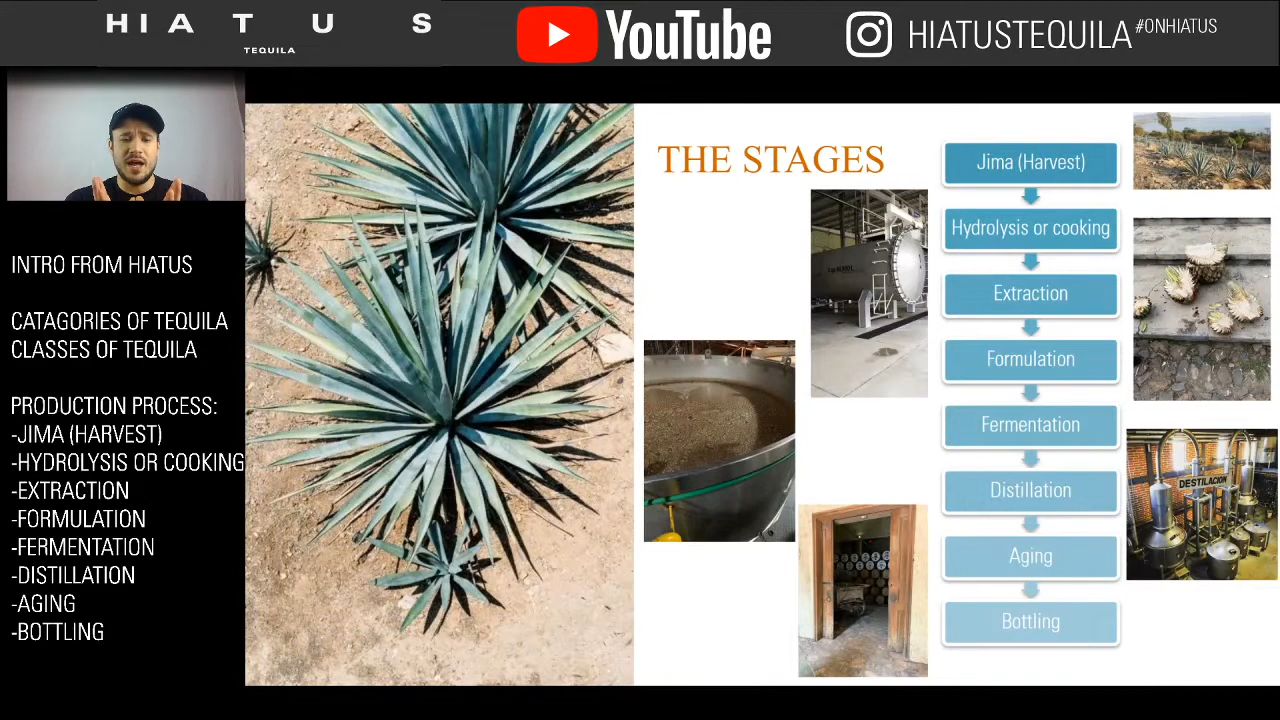 HIATUS
TEQUILA
YouTube
HIATUSTEQUILA #ONHIATUS
INTRO FROM HIATUS
CATAGORIES OF TEQUILA
CLASSES OF TEQUILA
PRODUCTION PROCESS:
-JIMA (HARVEST)
-HYDROLYSIS OR COOKING
-EXTRACTION
-FORMULATION
-FERMENTATION
-DISTILLATION
-AGING
-BOTTLING
THE STAGES
Jima (Harvest)
Hydrolysis or cooking
Extraction
Formulation
Fermentation
Distillation
Aging
Bottling
DESTILACION